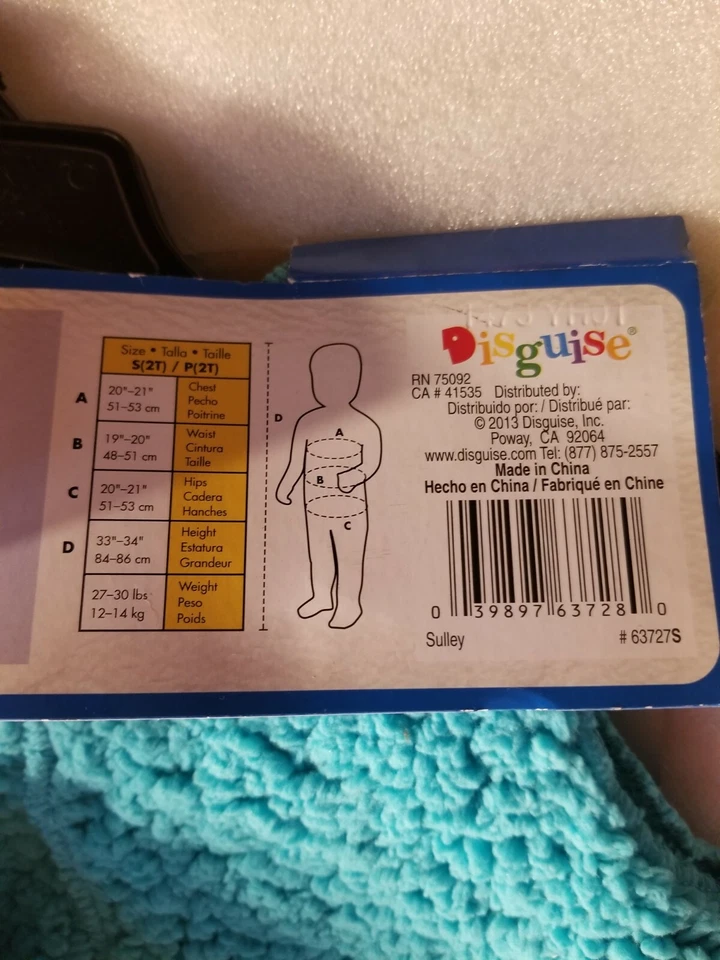 Size • Talla • Taille
S(2T) / P(2T)
A
20"–21"
51–53 cm
Chest
Pecho
Poitrine
B
19"–20"
48–51 cm
Waist
Cintura
Taille
C
20"–21"
51–53 cm
Hips
Cadera
Hanches
D
33"–34"
84–86 cm
Height
Estatura
Grandeur
27–30 lbs
12–14 kg
Weight
Peso
Poids
D
A
B
C
Disguise®
RN 75092
CA # 41535 Distributed by:
Distribuido por: / Distribué par:
© 2013 Disguise, Inc.
Poway, CA 92064
www.disguise.com Tel: (877) 875-2557
Made in China
Hecho en China / Fabriqué en Chine
0 39897 63728 0
Sulley # 63727S